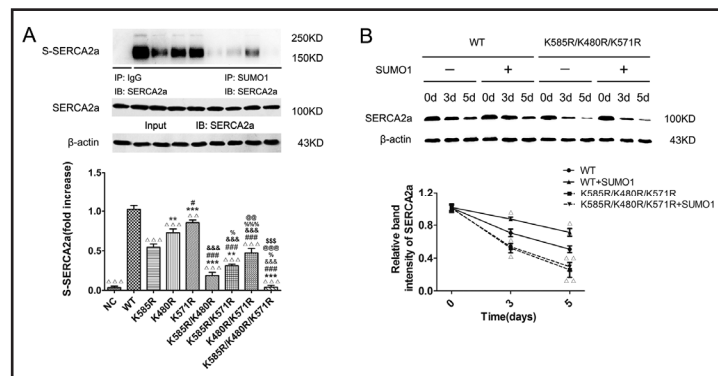 A
250KD
S-SERCA2a
150KD
IP: IgG
IP: SUMO1
IB: SERCA2a
IB: SERCA2a
SERCA2a
100KD
Input
IB: SERCA2a
β-actin
43KD
S-SERCA2a(fold increase)
1.5
1.0
0.5
0.0
△△△
△△△
**
△△△
#
***
△△
&&&
###
***
△△△
%
&&&
###
**
△△△
@@
%%%
&&&
###
△△△
$$$
@@@
%
&&&
###
***
△△△
NC
WT
K585R
K480R
K571R
K585R/K480R
K585R/K571R
K480R/K571R
K585R/K480R/K571R
B
WT
K585R/K480R/K571R
SUMO1
−
+
−
+
0d 3d 5d 0d 3d 5d 0d 3d 5d 0d 3d 5d
SERCA2a
100KD
β-actin
43KD
WT
WT+SUMO1
K585R/K480R/K571R
K585R/K480R/K571R+SUMO1
Relative band
intensity of SERCA2a
1.2
0.8
0.4
0.0
△
△
△△
△△
△△
0
3
5
Time(days)